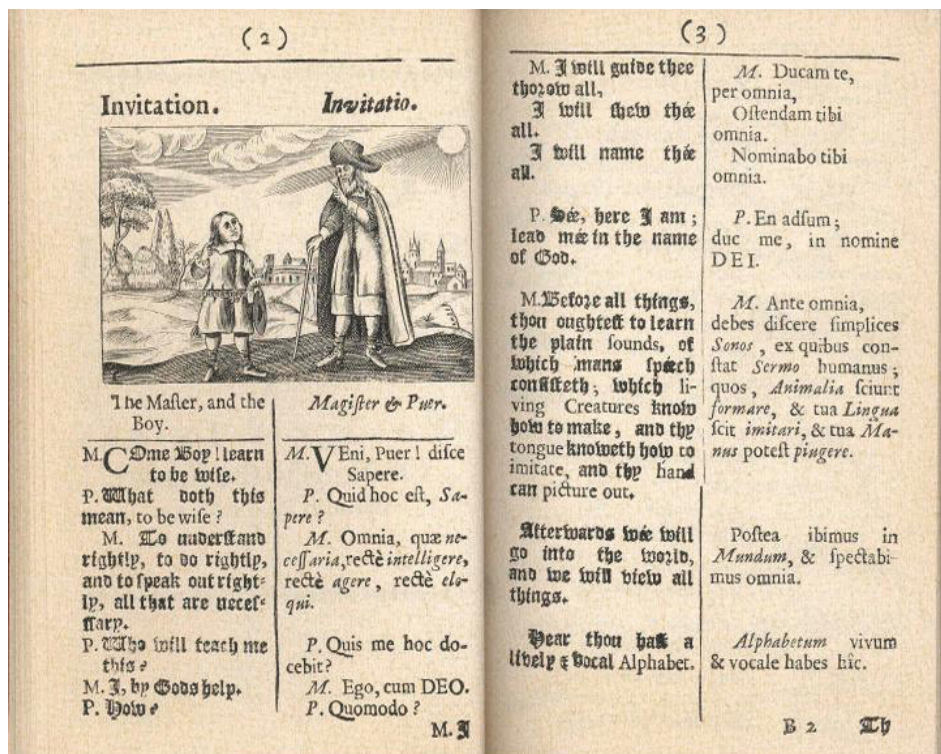 (2)
Invitation.
Invitatio.
The Maſter, and the
Boy.
Magiſter & Puer.
M. COme Boy! learn
to be wiſe.
P. What doth this
mean, to be wiſe?
M. To underſtand
rightly, to do rightly,
and to ſpeak out right-
ly, all that are neceſ-
ſary.
P. Who will teach me
this?
M. I, by Gods help.
P. How?
M. VEni, Puer! diſce
Sapere.
P. Quid hoc eſt, Sa-
pere?
M. Omnia, quæ ne-
ceſſaria, rectè intelligere,
rectè agere, rectè elo-
qui.
P. Quis me hoc do-
cebit?
M. Ego, cum DEO.
P. Quomodo?
M. I
(3)
M. I will guide thee
thorow all,
I will ſhew thée
all.
I will name thée
all.
P. Sée, here I am;
lead mée in the name
of God.
M. Before all things,
thou oughteſt to learn
the plain ſounds, of
which mans ſpéech
conſiſteth; which li-
ving Creatures know
how to make, and thy
tongue knoweth how to
imitate, and thy hand
can picture out.
Afterwards wée will
go into the world,
and we will view all
things.
Hear thou haſt a
lively & vocal Alphabet.
M. Ducam te,
per omnia,
Oſtendam tibi
omnia.
Nominabo tibi
omnia.
P. En adſum;
duc me, in nomine
DEI.
M. Ante omnia,
debes diſcere ſimplices
Sonos, ex quibus con-
ſtat Sermo humanus;
quos, Animalia ſciunt
formare, & tua Lingua
ſcit imitari, & tua Ma-
nus poteſt pingere.
Poſtea ibimus in
Mundum, & ſpectabi-
mus omnia.
Alphabetum vivum
& vocale habes hîc.
B 2 Th